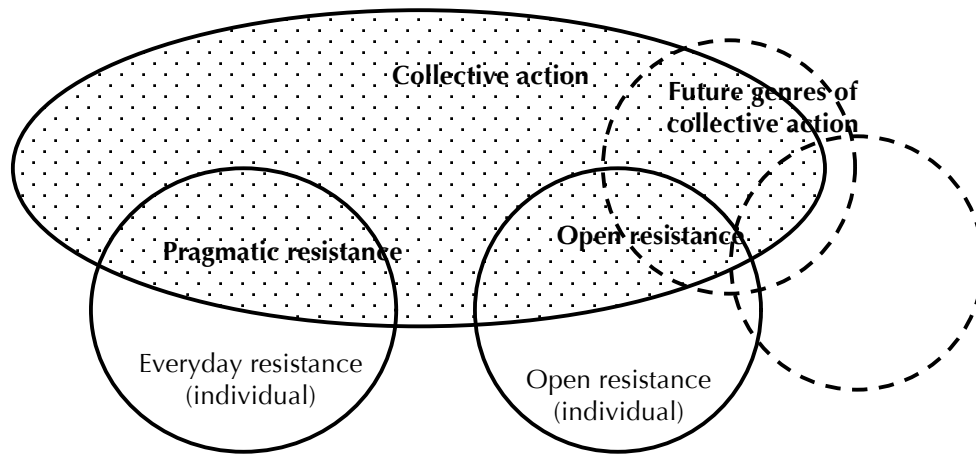 Collective action
Future genres of
collective action
Pragmatic resistance
Open resistance
Everyday resistance
(individual)
Open resistance
(individual)